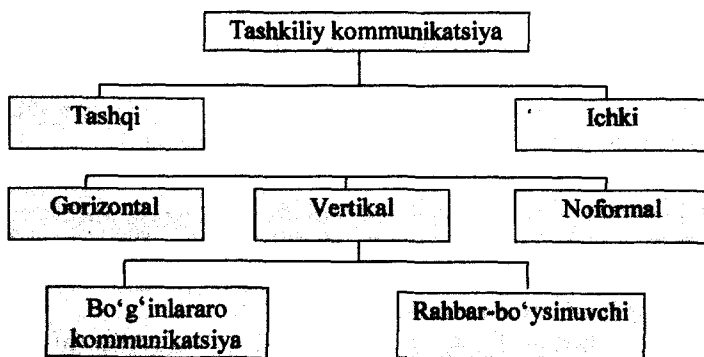 Tashkiliy kommunikatsiya
Tashqi
Ichki
Gorizontal
Vertikal
Noformal
Bo‘g‘inlararo
kommunikatsiya
Rahbar-bo‘ysinuvchi